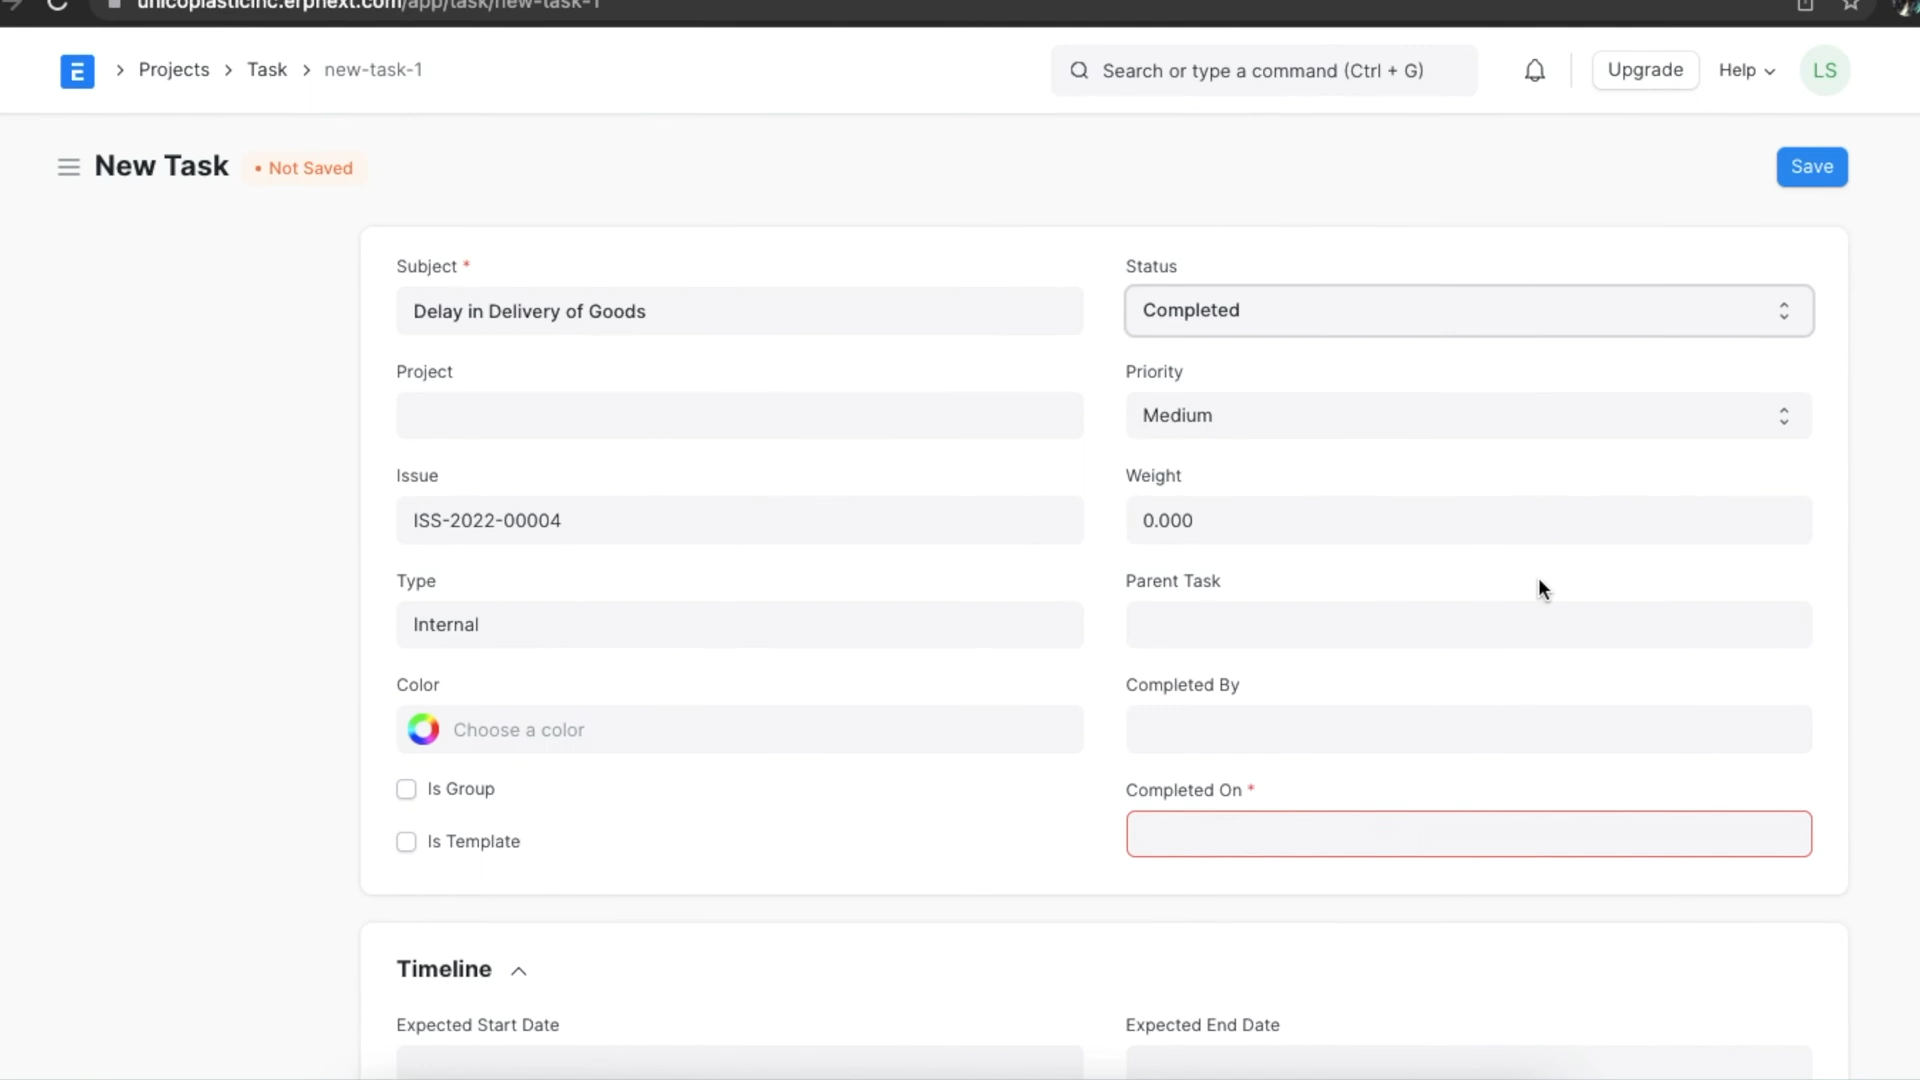 unicoplasticinc.erpnext.com/app/task/new-task-1
E
Projects
Task
new-task-1
Search or type a command (Ctrl + G)
Upgrade
Help
LS
New Task
• Not Saved
Save
Subject *
Delay in Delivery of Goods
Status
Completed
Project
Priority
Medium
Issue
ISS-2022-00004
Weight
0.000
Type
Internal
Parent Task
Color
Choose a color
Completed By
Is Group
Is Template
Completed On *
Timeline
Expected Start Date
Expected End Date